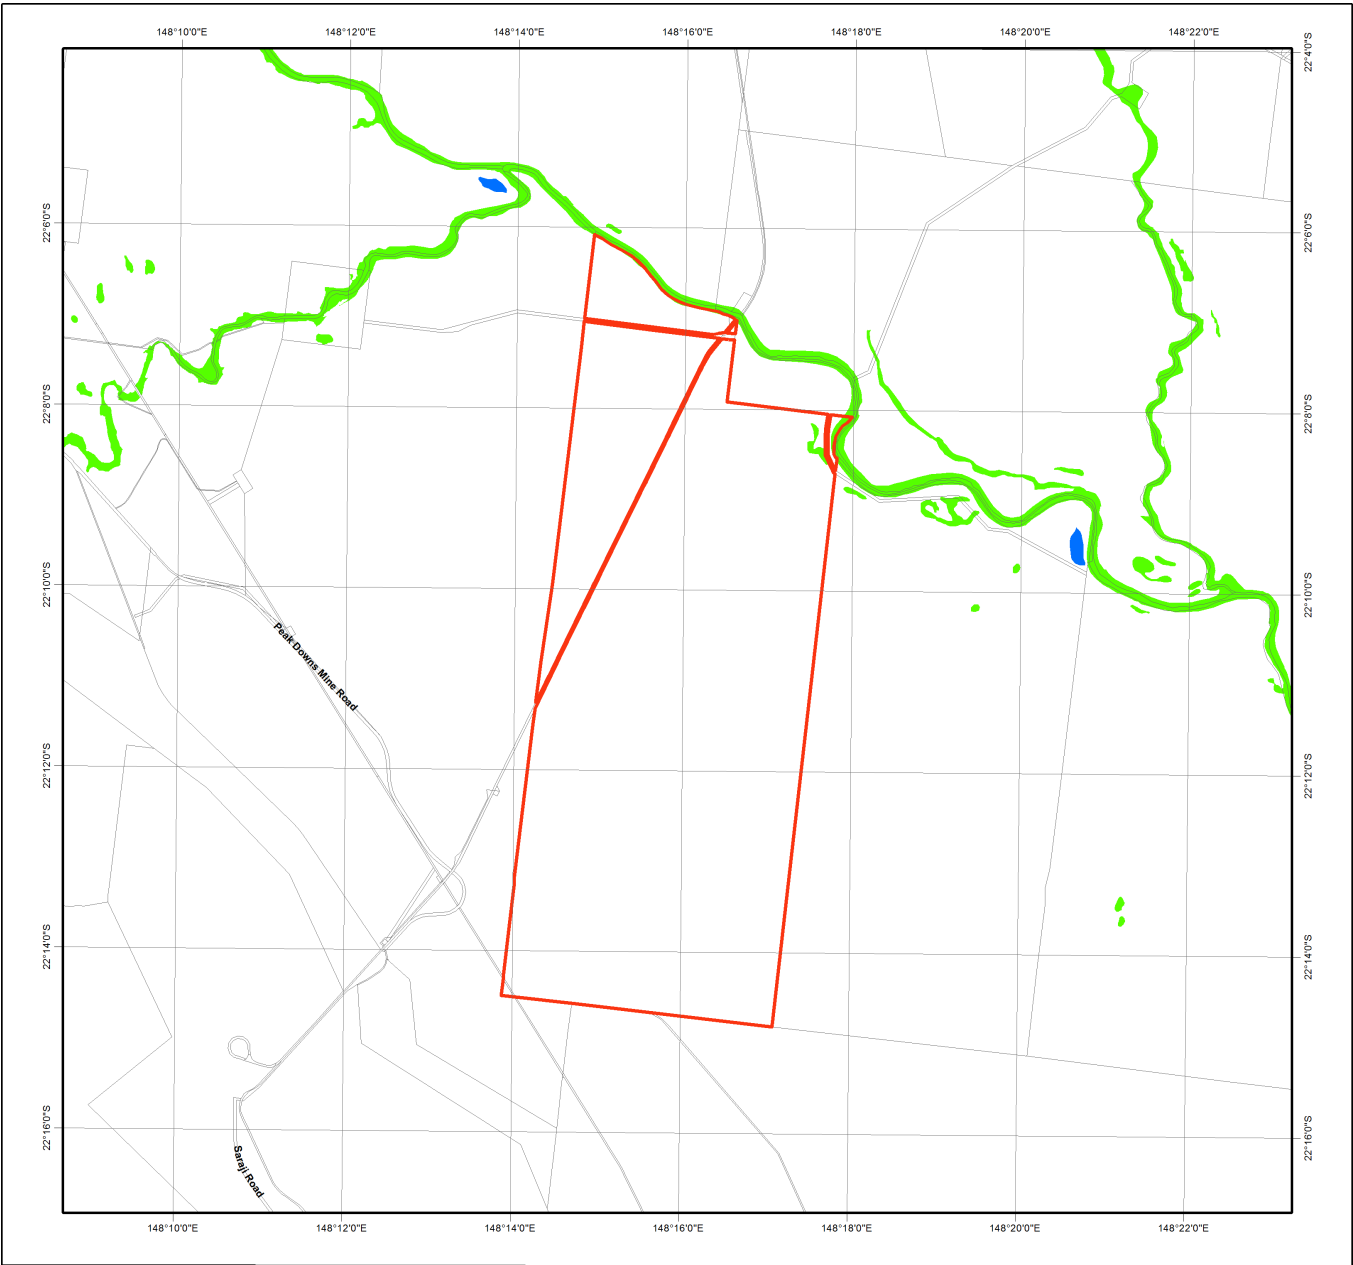 148°10'0"E 148°12'0"E 148°14'0"E 148°16'0"E 148°18'0"E 148°20'0"E 148°22'0"E
22°4'0"S
22°6'0"S 22°6'0"S
22°8'0"S 22°8'0"S
22°10'0"S 22°10'0"S
Peak Downs Mine Road
22°12'0"S 22°12'0"S
22°14'0"S 22°14'0"S
22°16'0"S 22°16'0"S
Saraji Road
148°10'0"E 148°12'0"E 148°14'0"E 148°16'0"E 148°18'0"E 148°20'0"E 148°22'0"E